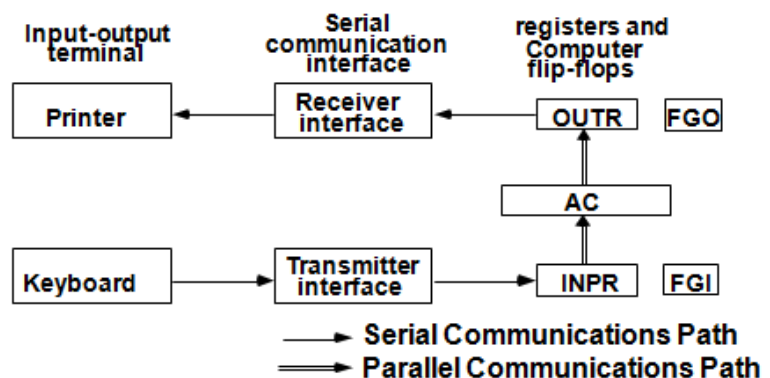 Input-output
terminal
Serial
communication
interface
registers and
Computer
flip-flops
Printer
Receiver
interface
OUTR
FGO
AC
Keyboard
Transmitter
interface
INPR
FGI
Serial Communications Path
Parallel Communications Path